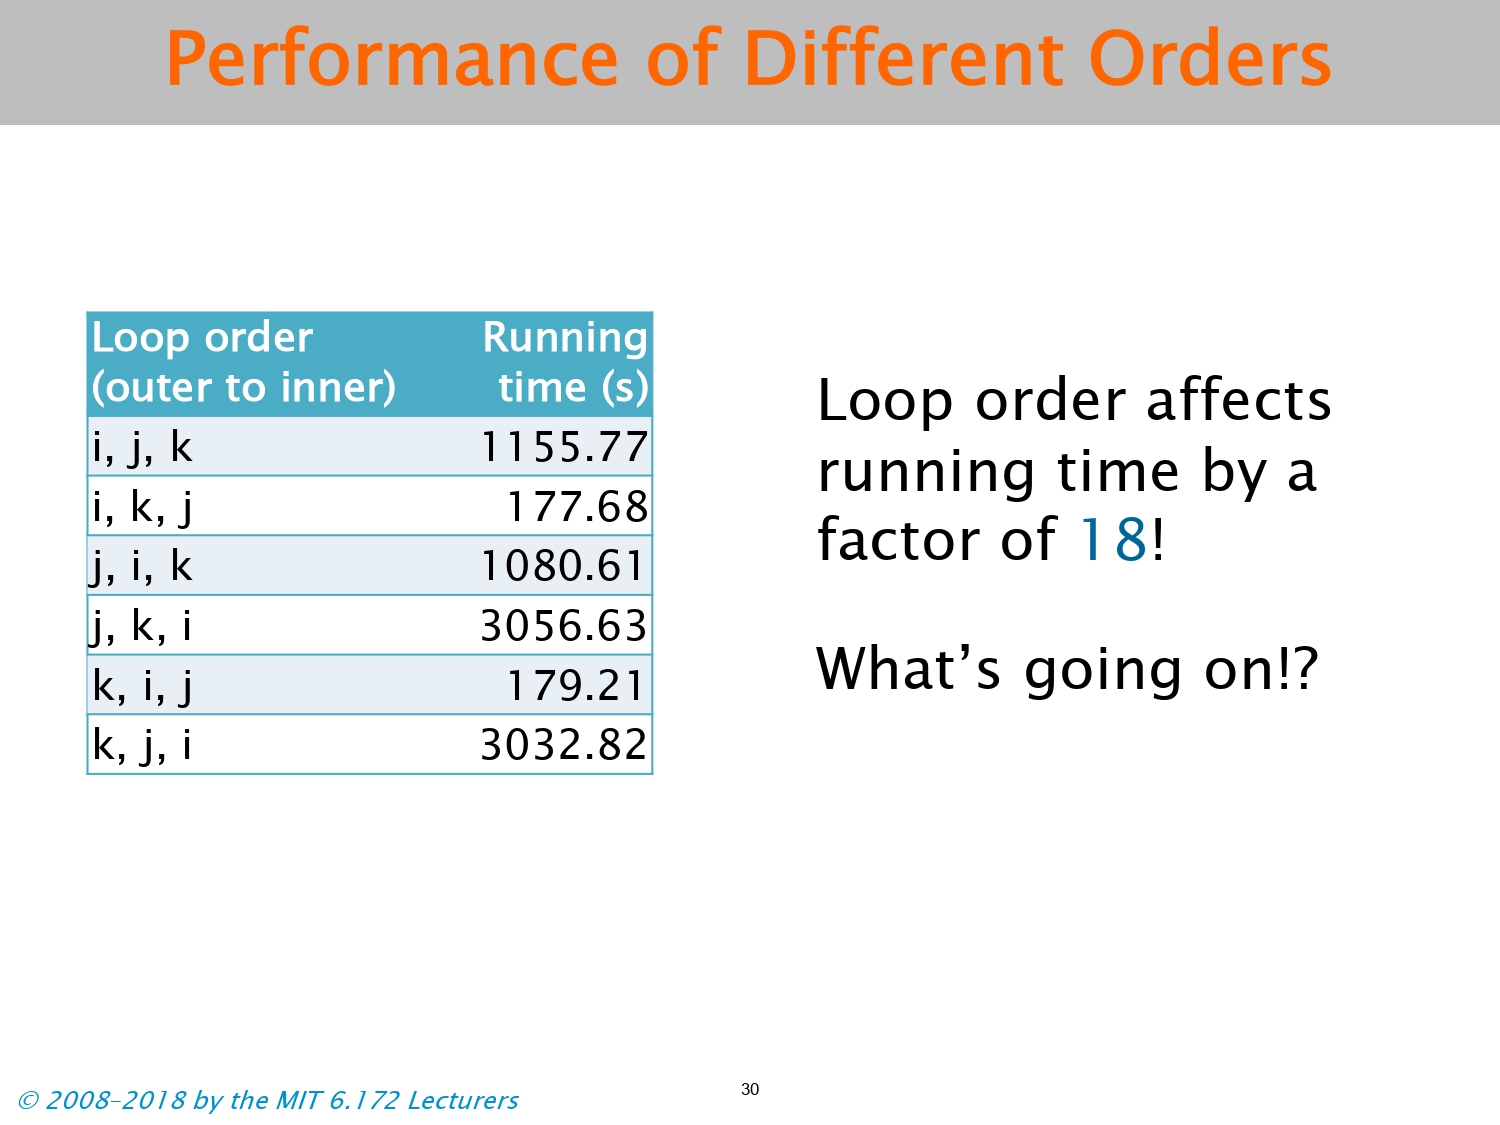 Performance of Different Orders
Loop order Running
(outer to inner) time (s)
i, j, k 1155.77
i, k, j 177.68
j, i, k 1080.61
j, k, i 3056.63
k, i, j 179.21
k, j, i 3032.82
Loop order affects
running time by a
factor of 18!
What’s going on!?
© 2008–2018 by the MIT 6.172 Lecturers
30